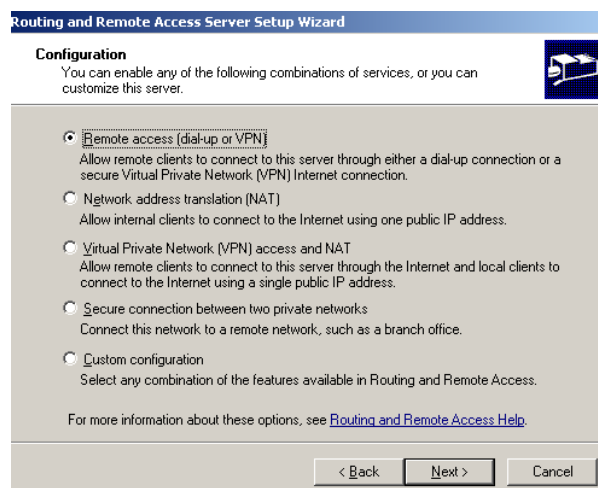 Routing and Remote Access Server Setup Wizard
Configuration
You can enable any of the following combinations of services, or you can
customize this server.
Remote access (dial-up or VPN)
Allow remote clients to connect to this server through either a dial-up connection or a
secure Virtual Private Network (VPN) Internet connection.
Network address translation (NAT)
Allow internal clients to connect to the Internet using one public IP address.
Virtual Private Network (VPN) access and NAT
Allow remote clients to connect to this server through the Internet and local clients to
connect to the Internet using a single public IP address.
Secure connection between two private networks
Connect this network to a remote network, such as a branch office.
Custom configuration
Select any combination of the features available in Routing and Remote Access.
For more information about these options, see Routing and Remote Access Help.
< Back Next > Cancel